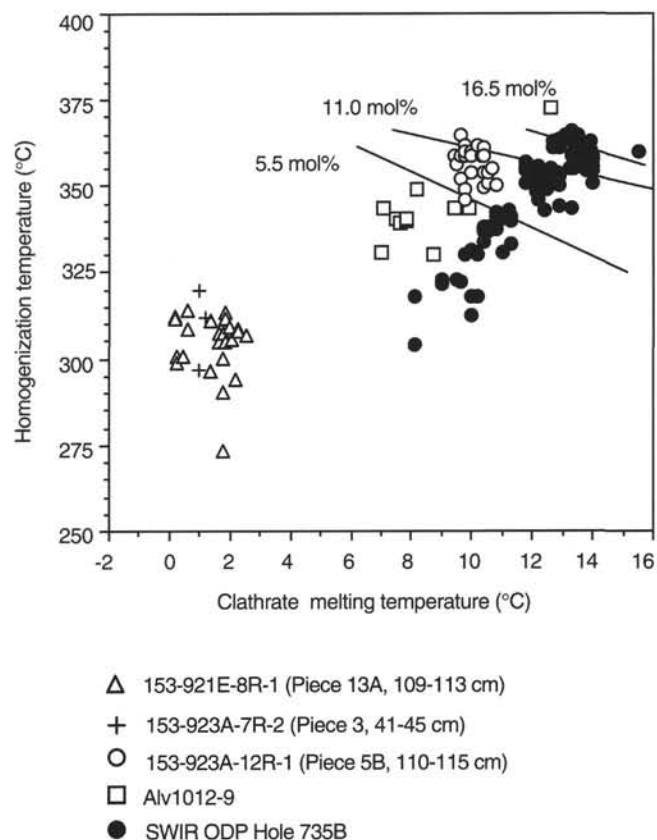 400
375
350
325
300
275
250
Homogenization temperature (°C)
16.5 mol%
11.0 mol%
5.5 mol%
-2 0 2 4 6 8 10 12 14 16
Clathrate melting temperature (°C)
153-921E-8R-1 (Piece 13A, 109-113 cm)
153-923A-7R-2 (Piece 3, 41-45 cm)
153-923A-12R-1 (Piece 5B, 110-115 cm)
Alv1012-9
SWIR ODP Hole 735B